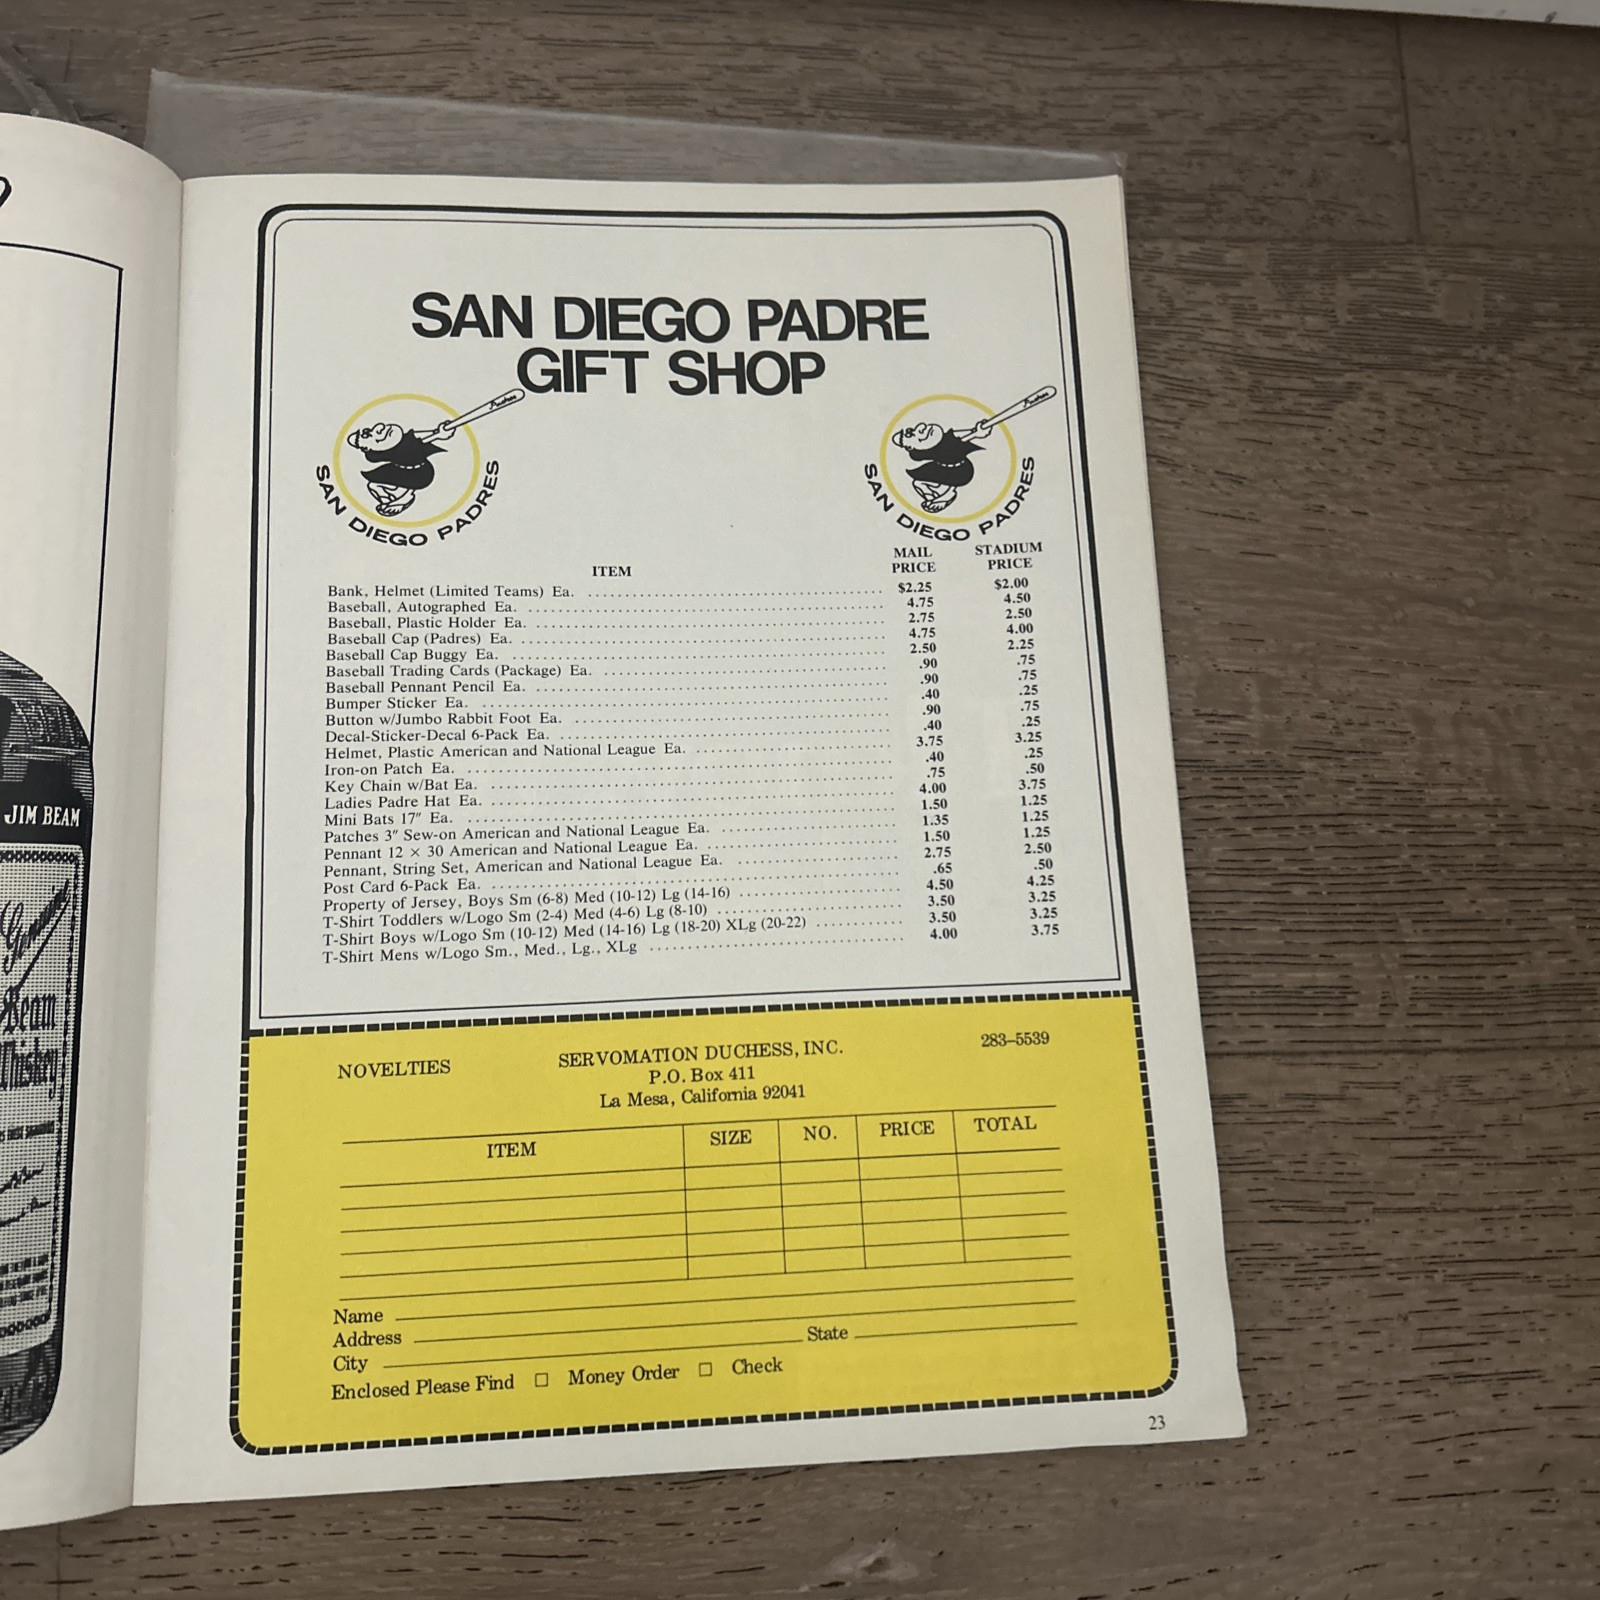 SAN DIEGO PADRE
GIFT SHOP
Padres
SAN DIEGO PADRES
Padres
SAN DIEGO PADRES
ITEM MAIL PRICE STADIUM PRICE
Bank, Helmet (Limited Teams) Ea. $2.25 $2.00
Baseball, Autographed Ea. 4.75 4.50
Baseball, Plastic Holder Ea. 2.75 2.50
Baseball Cap (Padres) Ea. 4.75 4.00
Baseball Cap Buggy Ea. 2.50 2.25
Baseball Trading Cards (Package) Ea. .90 .75
Baseball Pennant Pencil Ea. .90 .75
Bumper Sticker Ea. .40 .25
Button w/Jumbo Rabbit Foot Ea. .90 .75
Decal-Sticker-Decal 6-Pack Ea. .40 .25
Helmet, Plastic American and National League Ea. 3.75 3.25
Iron-on Patch Ea. .40 .25
Key Chain w/Bat Ea. .75 .50
Ladies Padre Hat Ea. 4.00 3.75
Mini Bats 17" Ea. 1.50 1.25
Patches 3" Sew-on American and National League Ea. 1.35 1.25
Pennant 12 × 30 American and National League Ea. 1.50 1.25
Pennant, String Set, American and National League Ea. 2.75 2.50
Post Card 6-Pack Ea. .65 .50
Property of Jersey, Boys Sm (6-8) Med (10-12) Lg (14-16) 4.50 4.25
T-Shirt Toddlers w/Logo Sm (2-4) Med (4-6) Lg (8-10) 3.50 3.25
T-Shirt Boys w/Logo Sm (10-12) Med (14-16) Lg (18-20) XLg (20-22) 3.50 3.25
T-Shirt Mens w/Logo Sm., Med., Lg., XLg 4.00 3.75
NOVELTIES SERVOMATION DUCHESS, INC. 283-5539
P.O. Box 411
La Mesa, California 92041
ITEM SIZE NO. PRICE TOTAL
Name
Address
City State
Enclosed Please Find □ Money Order □ Check
23
JIM BEAM
Genuine
Beam
Whiskey